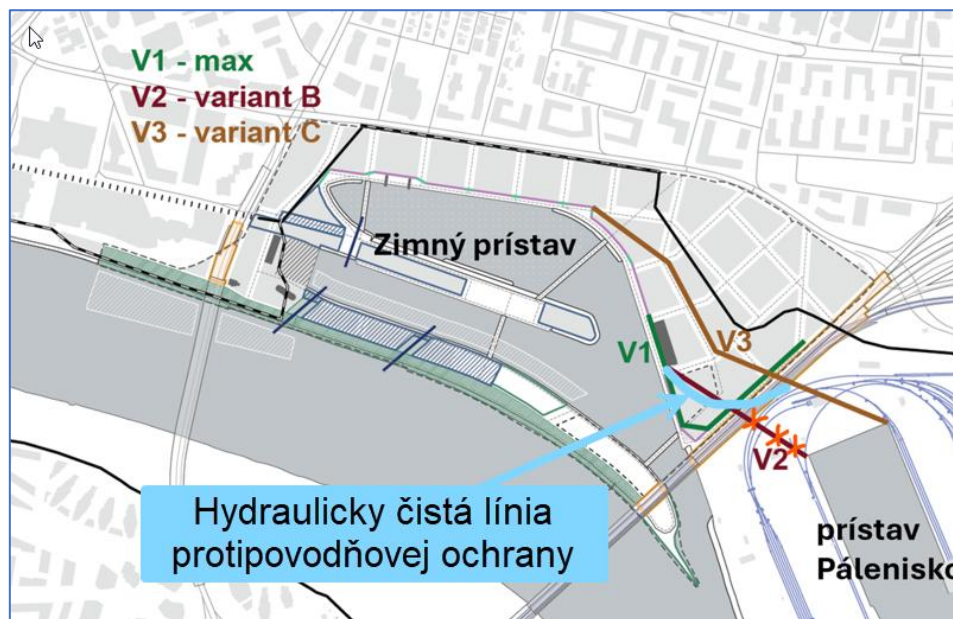 V1 - max
V2 - variant B
V3 - variant C
Zimný prístav
V1
V3
V2
Hydraulicky čistá línia
protipovodňovej ochrany
prístav
Pálenisko